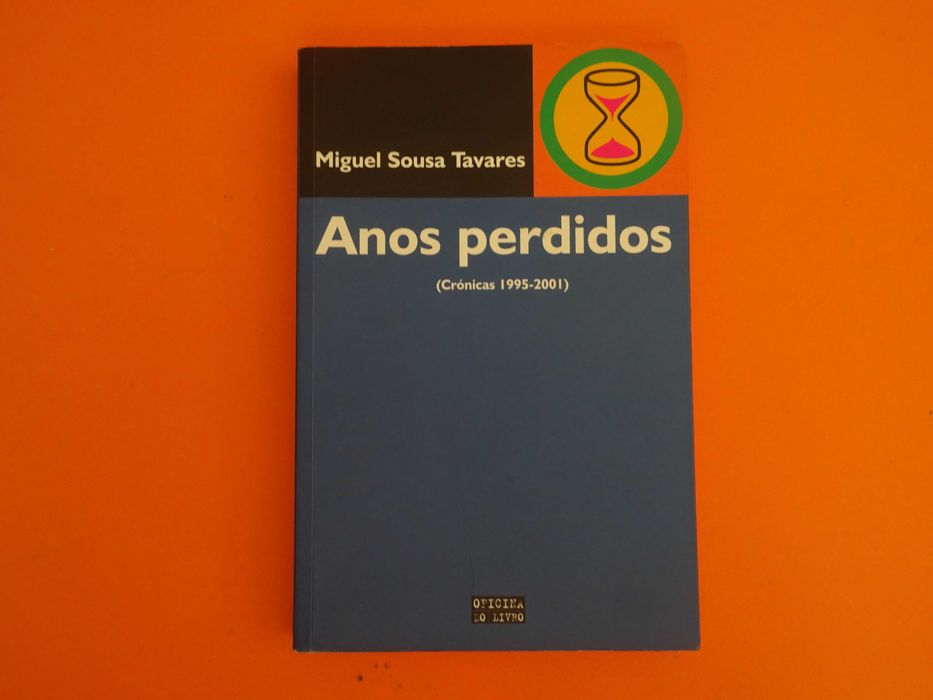 Miguel Sousa Tavares
Anos perdidos
(Crónicas 1995-2001)
OFICINA
DO LIVRO